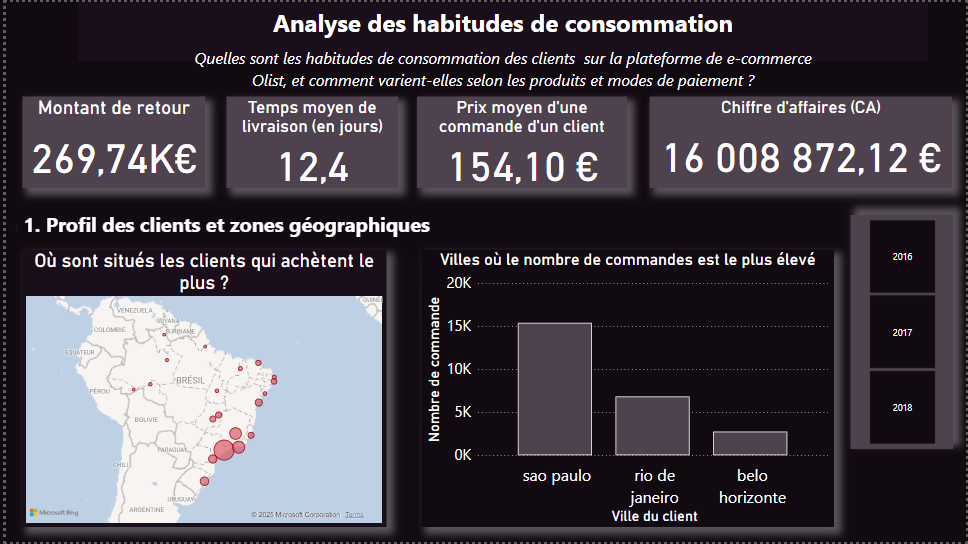 Analyse des habitudes de consommation
Quelles sont les habitudes de consommation des clients sur la plateforme de e-commerce
Olist, et comment varient-elles selon les produits et modes de paiement ?
Montant de retour
269,74K€
Temps moyen de
livraison (en jours)
12,4
Prix moyen d'une
commande d'un client
154,10 €
Chiffre d'affaires (CA)
16 008 872,12 €
1. Profil des clients et zones géographiques
Où sont situés les clients qui achètent le
plus ?
VENEZUELA
GUYANA
SURINAME
COLOMBIE
ÉQUATEUR
PÉROU
BRÉSIL
BOLIVIE
PARAGUAY
CHILI
URUGUAY
ARGENTINE
GUINEE
Microsoft Bing
© 2025 Microsoft Corporation Terms
Villes où le nombre de commandes est le plus élevé
Nombre de commande
20K
15K
10K
5K
0K
sao paulo
rio de
janeiro
belo
horizonte
Ville du client
2016
2017
2018